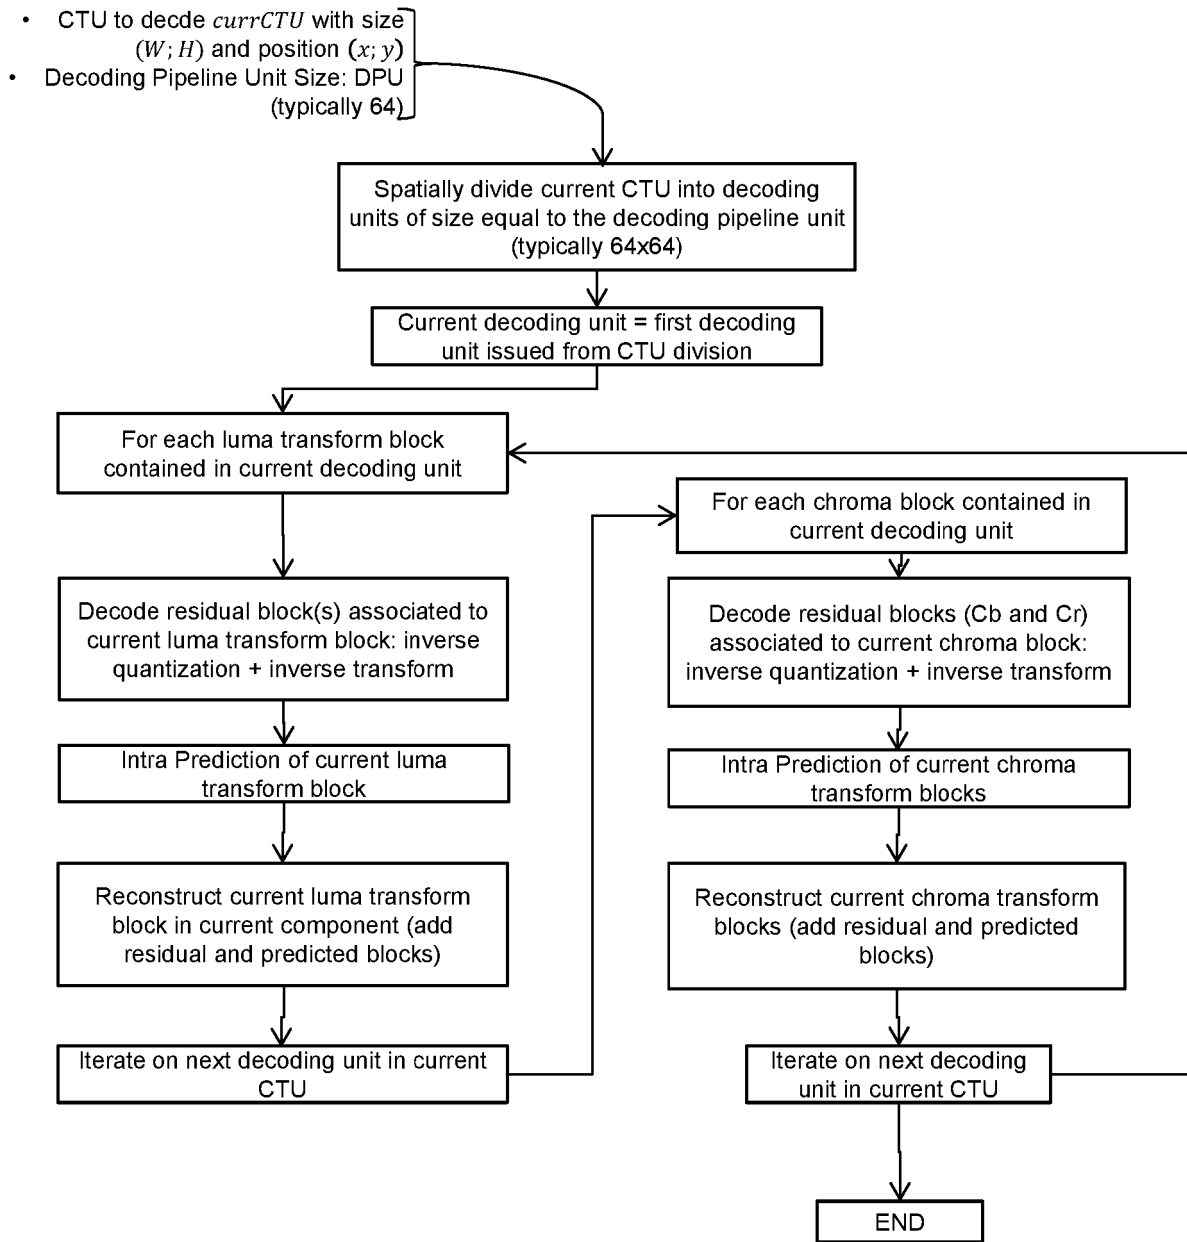 • CTU to decde currCTU with size
(W; H) and position (x; y)
• Decoding Pipeline Unit Size: DPU
(typically 64)
Spatially divide current CTU into decoding
units of size equal to the decoding pipeline unit
(typically 64x64)
Current decoding unit = first decoding
unit issued from CTU division
For each luma transform block
contained in current decoding unit
Decode residual block(s) associated to
current luma transform block: inverse
quantization + inverse transform
Intra Prediction of current luma
transform block
Reconstruct current luma transform
block in current component (add
residual and predicted blocks)
Iterate on next decoding unit in current
CTU
For each chroma block contained in
current decoding unit
Decode residual blocks (Cb and Cr)
associated to current chroma block:
inverse quantization + inverse transform
Intra Prediction of current chroma
transform blocks
Reconstruct current chroma transform
blocks (add residual and predicted
blocks)
Iterate on next decoding
unit in current CTU
END